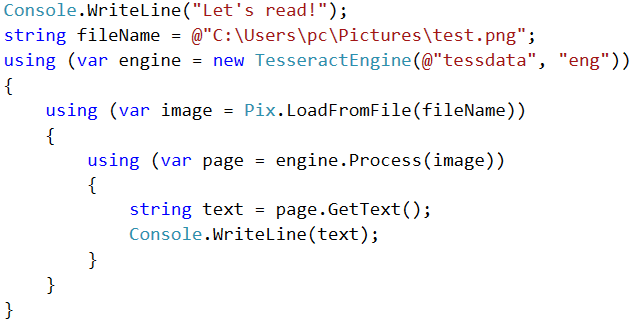 Console.WriteLine("Let's read!");
string fileName = @"C:\Users\pc\Pictures\test.png";
using (var engine = new TesseractEngine(@"tessdata", "eng"))
{
    using (var image = Pix.LoadFromFile(fileName))
    {
        using (var page = engine.Process(image))
        {
            string text = page.GetText();
            Console.WriteLine(text);
        }
    }
}